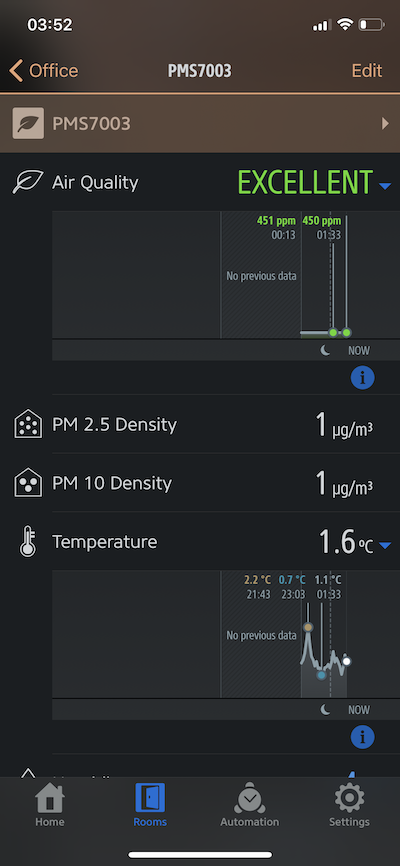 03:52
Office
PMS7003
Edit
PMS7003
Air Quality
EXCELLENT
451 ppm 450 ppm
00:13 01:33
No previous data
NOW
i
PM 2.5 Density
1 µg/m³
PM 10 Density
1 µg/m³
Temperature
1.6 °C
2.2 °C 0.7 °C 1.1 °C
21:43 23:03 01:33
No previous data
NOW
i
Home
Rooms
Automation
Settings